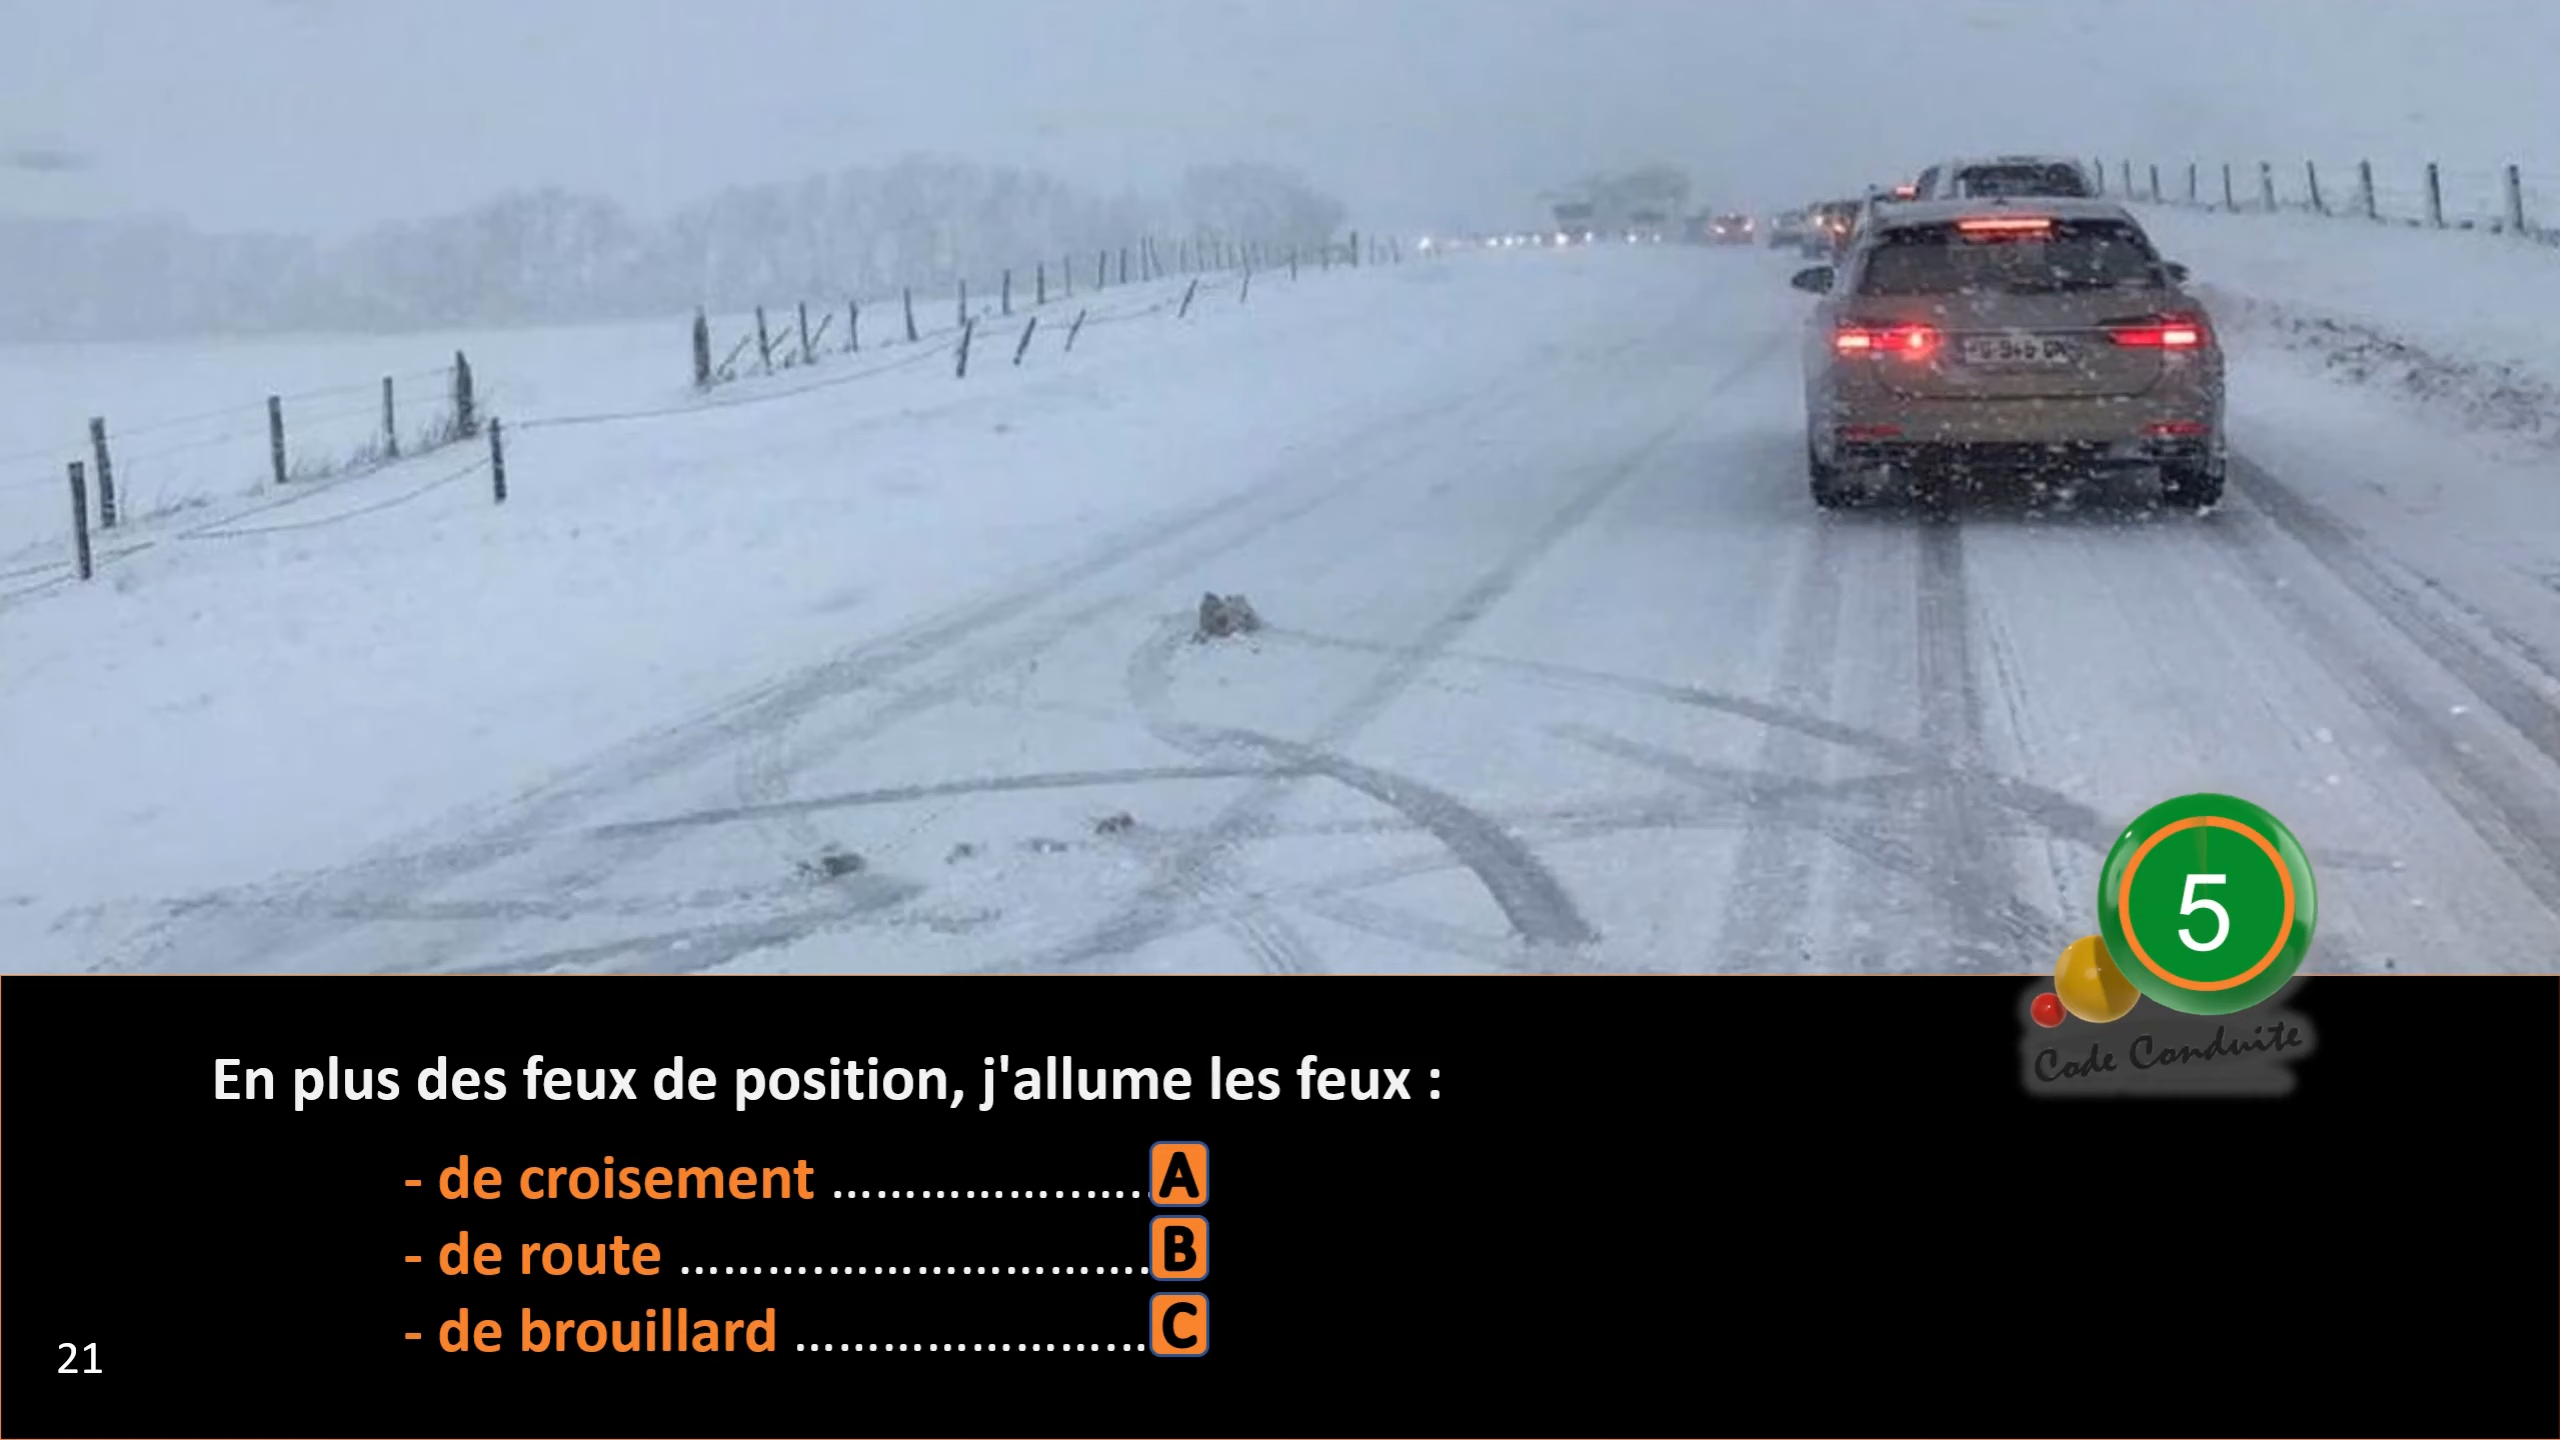 5
Code Conduite
En plus des feux de position, j'allume les feux :
- de croisement ........................ A
- de route ................................ B
- de brouillard ........................ C
21